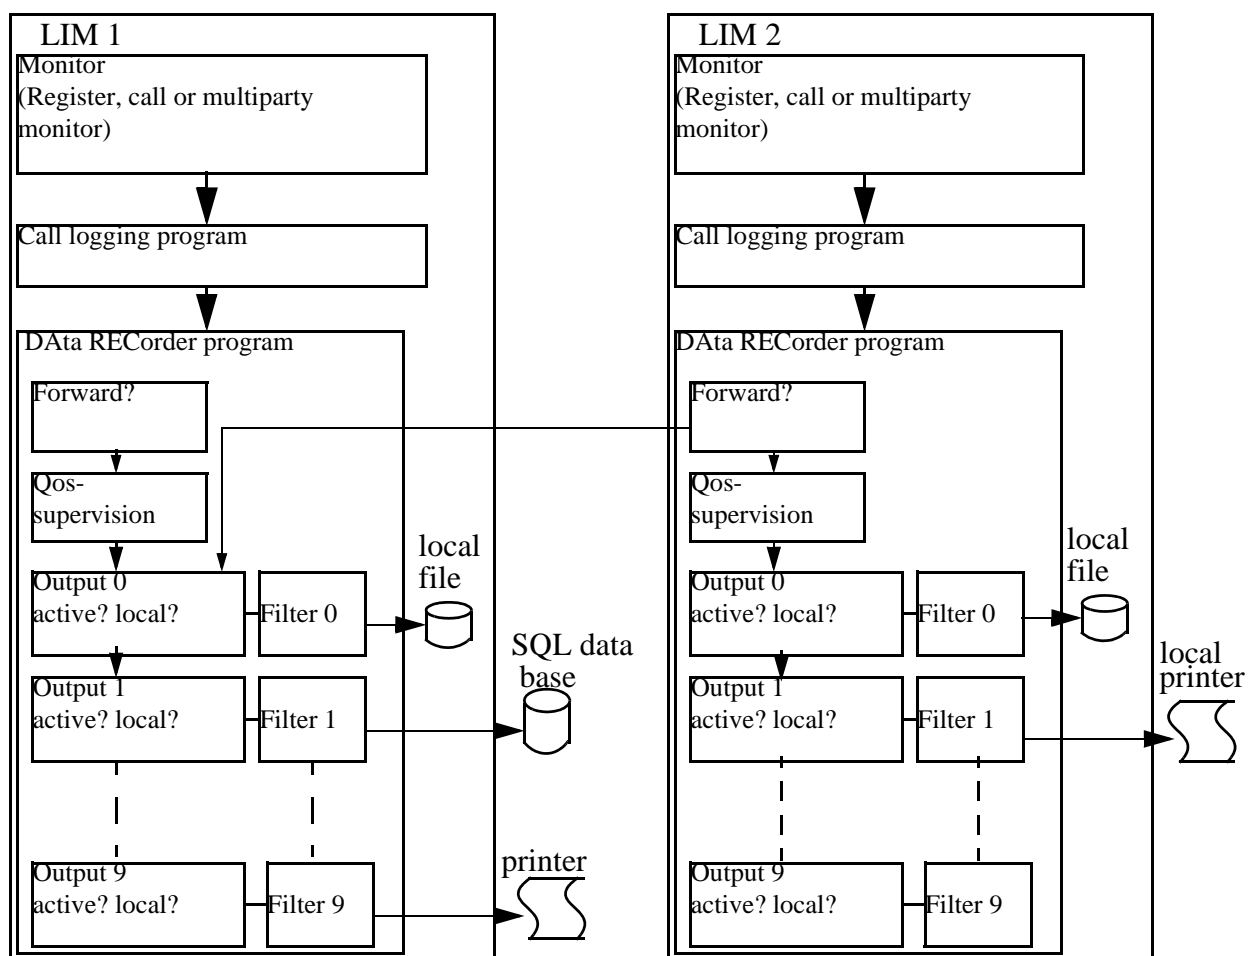 LIM 1
Monitor
(Register, call or multiparty
monitor)
Call logging program
DAta RECorder program
Forward?
Qos-
supervision
Output 0
active? local?
Filter 0
local
file
Output 1
active? local?
Filter 1
SQL data
base
Output 9
active? local?
Filter 9
printer
LIM 2
Monitor
(Register, call or multiparty
monitor)
Call logging program
DAta RECorder program
Forward?
Qos-
supervision
Output 0
active? local?
Filter 0
local
file
Output 1
active? local?
Filter 1
local
printer
Output 9
active? local?
Filter 9